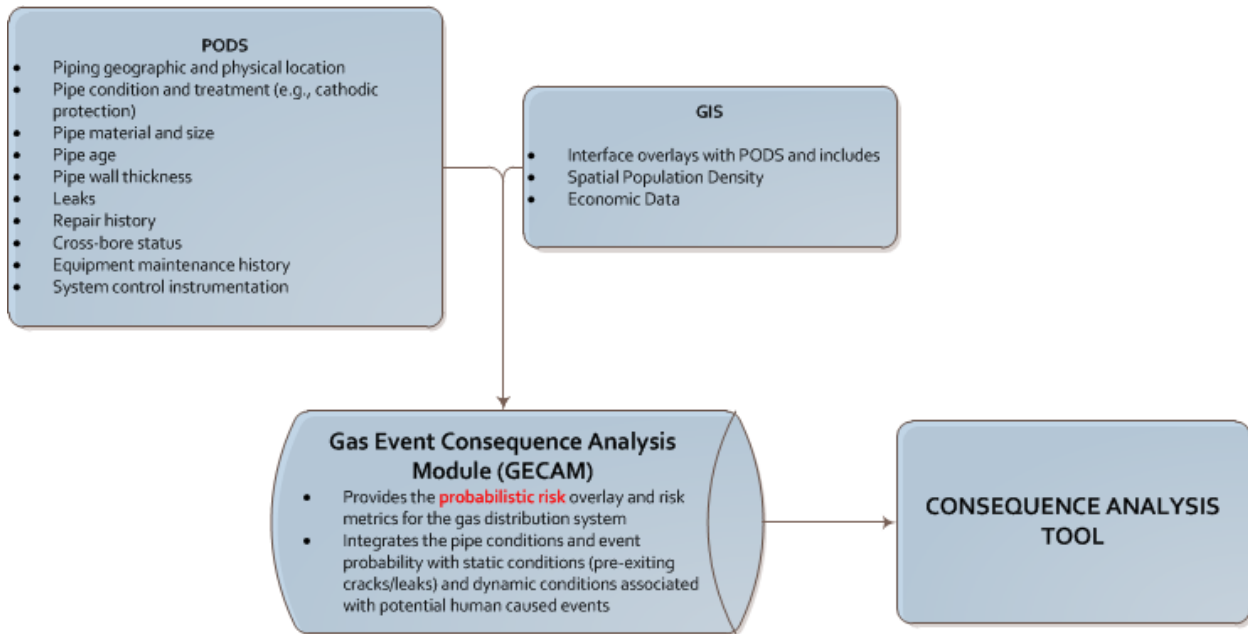 PODS
• Piping geographic and physical location
• Pipe condition and treatment (e.g., cathodic
protection)
• Pipe material and size
• Pipe age
• Pipe wall thickness
• Leaks
• Repair history
• Cross-bore status
• Equipment maintenance history
• System control instrumentation
GIS
• Interface overlays with PODS and includes
• Spatial Population Density
• Economic Data
Gas Event Consequence Analysis
Module (GECAM)
• Provides the probabilistic risk overlay and risk
metrics for the gas distribution system
• Integrates the pipe conditions and event
probability with static conditions (pre-exiting
cracks/leaks) and dynamic conditions associated
with potential human caused events
CONSEQUENCE ANALYSIS
TOOL